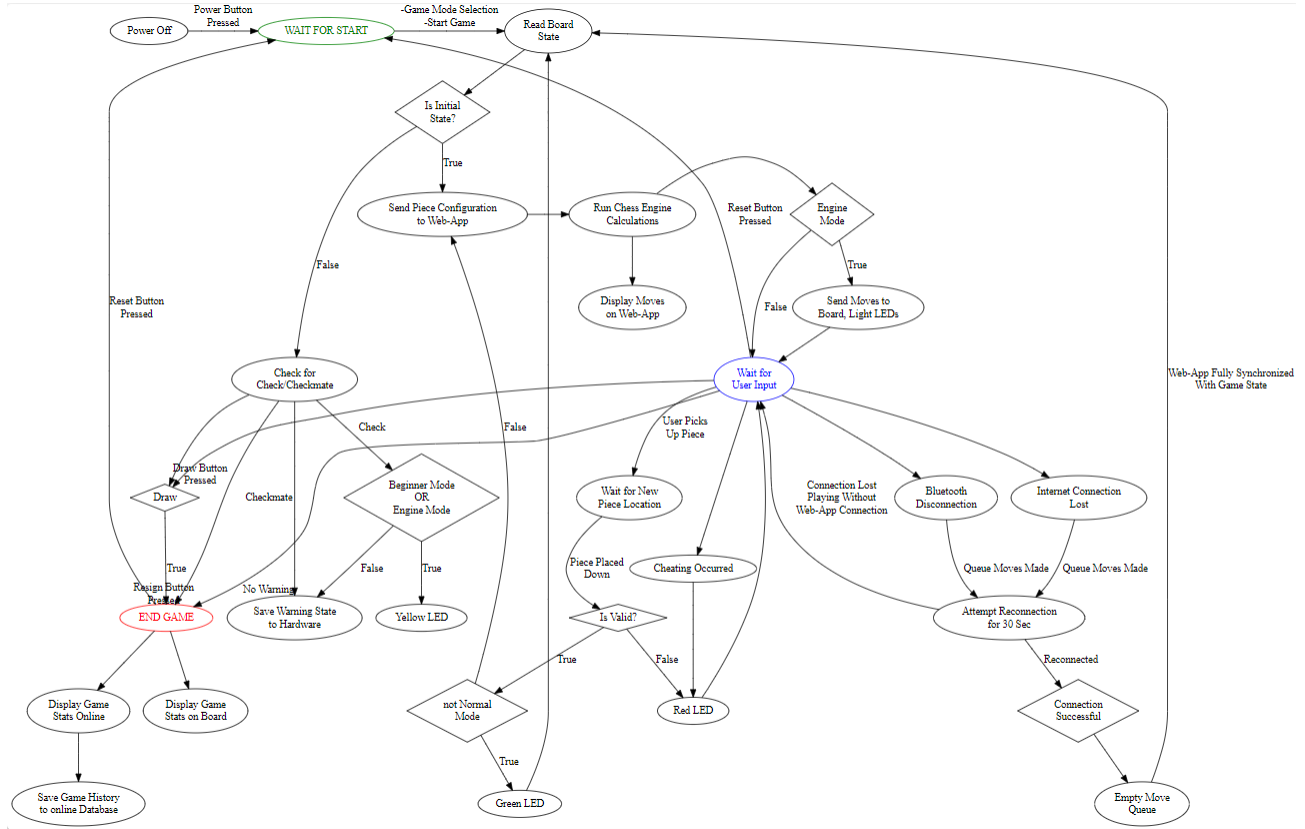 Power Button
Pressed
-Game Mode Selection
-Start Game
Power Off
WAIT FOR START
Read Board
State
Is Initial
State?
True
Send Piece Configuration
to Web-App
Run Chess Engine
Calculations
Reset Button
Pressed
Engine
Mode
False
True
Reset Button
Pressed
Display Moves
on Web-App
False
Send Moves to
Board, Light LEDs
Check for
Check/Checkmate
Wait for
User Input
Web-App Fully Synchronized
With Game State
Check
False
User Picks
Up Piece
Draw Button
Pressed
Draw
Checkmate
Beginner Mode
OR
Engine Mode
Wait for New
Piece Location
Connection Lost
Playing Without
Web-App Connection
Bluetooth
Disconnection
Internet Connection
Lost
True
False
True
Piece Placed
Down
Cheating Occurred
Queue Moves Made
Queue Moves Made
Resign Button
Pressed
No Warning
END GAME
Save Warning State
to Hardware
Yellow LED
Is Valid?
Attempt Reconnection
for 30 Sec
True
False
Reconnected
Display Game
Stats Online
Display Game
Stats on Board
not Normal
Mode
Red LED
Connection
Successful
True
Save Game History
to online Database
Green LED
Empty Move
Queue